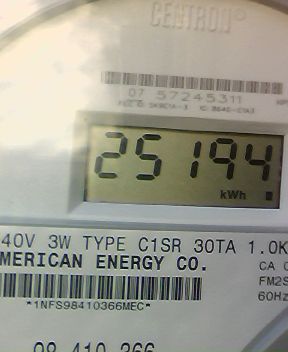 CENTRON®
07 57245311
25194
kWh
40V 3W TYPE C1SR 30TA 1.0K
MERICAN ENERGY CO.
CA
FM2S
60Hz
*1NFS98410366MEC*
98 410 366